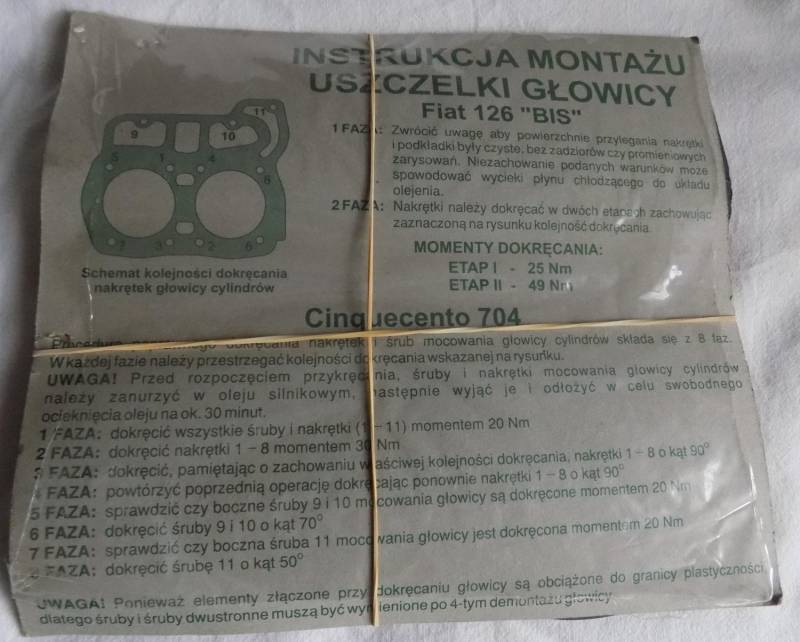 INSTRUKCJA MONTAŻU
USZCZELKI GŁOWICY
Fiat 126 "BIS"
11
9
10
5 1 4
8
7 3 2 6
Schemat kolejności dokręcania
nakrętek głowicy cylindrów
1 FAZA: Zwrócić uwagę aby powierzchnie przylegania nakrętki
i podkładki były czyste, bez zadziorów czy promieniowych
zarysowań. Niezachowanie podanych warunków może
spowodować wycieki płynu chłodzącego do układu
olejenia.
2 FAZA: Nakrętki należy dokręcać w dwóch etapach zachowując
zaznaczoną na rysunku kolejność dokręcania.
MOMENTY DOKRĘCANIA:
ETAP I - 25 Nm
ETAP II - 49 Nm
Cinquecento 704
Procedura dokręcania nakrętek i śrub mocowania głowicy cylindrów składa się z 8 faz.
W każdej fazie należy przestrzegać kolejności dokręcania wskazanej na rysunku.
UWAGA! Przed rozpoczęciem przykręcania, śruby i nakrętki mocowania głowicy cylindrów
należy zanurzyć w oleju silnikowym, następnie wyjąć je i odłożyć w celu swobodnego
ocieknięcia oleju na ok. 30 minut.
1 FAZA: dokręcić wszystkie śruby i nakrętki (1 – 11) momentem 20 Nm
2 FAZA: dokręcić nakrętki 1 – 8 momentem 30 Nm
3 FAZA: dokręcić, pamiętając o zachowaniu właściwej kolejności dokręcania, nakrętki 1 – 8 o kąt 90°
4 FAZA: powtórzyć poprzednią operację dokręcając ponownie nakrętki 1 – 8 o kąt 90°
5 FAZA: sprawdzić czy boczne śruby 9 i 10 mocowania głowicy są dokręcone momentem 20 Nm
6 FAZA: dokręcić śruby 9 i 10 o kąt 70°
7 FAZA: sprawdzić czy boczna śruba 11 mocowania głowicy jest dokręcona momentem 20 Nm
8 FAZA: dokręcić śrubę 11 o kąt 50°
UWAGA! Ponieważ elementy złączone przy dokręcaniu głowicy są obciążone do granicy plastyczności,
dlatego śruby i śruby dwustronne muszą być wymienione po 4-tym demontażu głowicy.